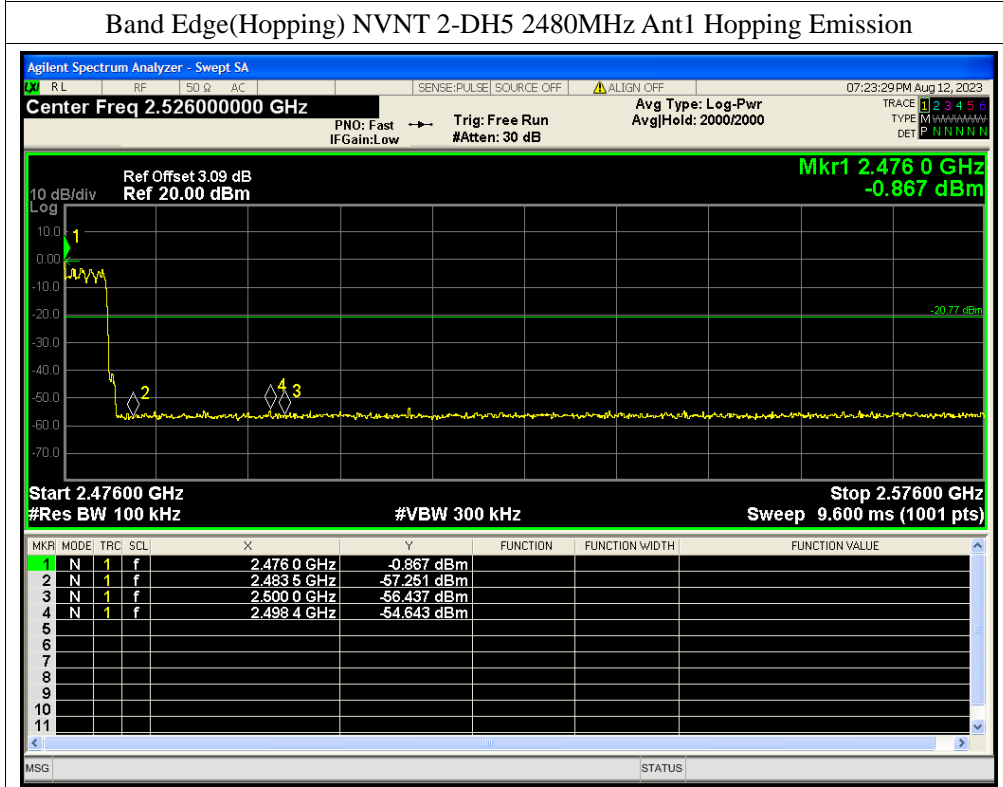 Band Edge(Hopping) NVNT 2-DH5 2480MHz Ant1 Hopping Emission
Agilent Spectrum Analyzer - Swept SA
LXI RL RF 50 Ω AC SENSE:PULSE SOURCE OFF ALIGN OFF 07:23:29 PM Aug 12, 2023
Center Freq 2.526000000 GHz
PNO: Fast
IFGain:Low
Trig: Free Run
#Atten: 30 dB
Avg Type: Log-Pwr
Avg|Hold: 2000/2000
TRACE 1 2 3 4 5 6
TYPE M WWWWW
DET P N N N N N
Mkr1 2.476 0 GHz
-0.867 dBm
Ref Offset 3.09 dB
10 dB/div Ref 20.00 dBm
Log
10.0
0.00
-10.0
-20.0
-30.0
-40.0
-50.0
-60.0
-70.0
1
2
4
3
-20.77 dBm
Start 2.47600 GHz Stop 2.57600 GHz
#Res BW 100 kHz #VBW 300 kHz Sweep 9.600 ms (1001 pts)
MKR MODE TRC SCL X Y FUNCTION FUNCTION WIDTH FUNCTION VALUE
1 N 1 f 2.476 0 GHz -0.867 dBm
2 N 1 f 2.483 5 GHz -57.251 dBm
3 N 1 f 2.500 0 GHz -56.437 dBm
4 N 1 f 2.498 4 GHz -54.643 dBm
5
6
7
8
9
10
11
MSG STATUS